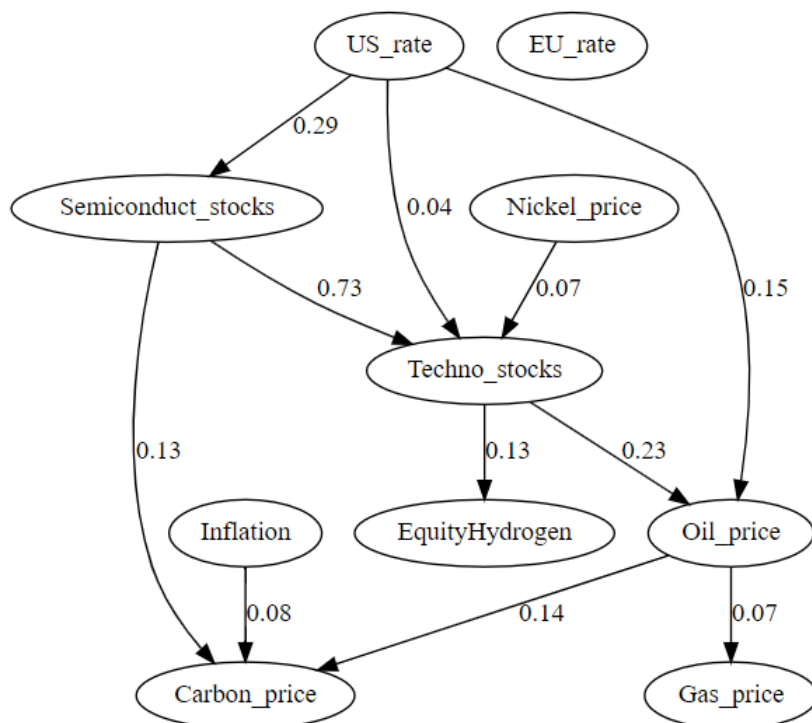 US_rate
EU_rate
0.29
Semiconduct_stocks
0.04
Nickel_price
0.73
0.07
0.15
Techno_stocks
0.13
0.13
0.23
Inflation
EquityHydrogen
Oil_price
0.08
0.14
0.07
Carbon_price
Gas_price